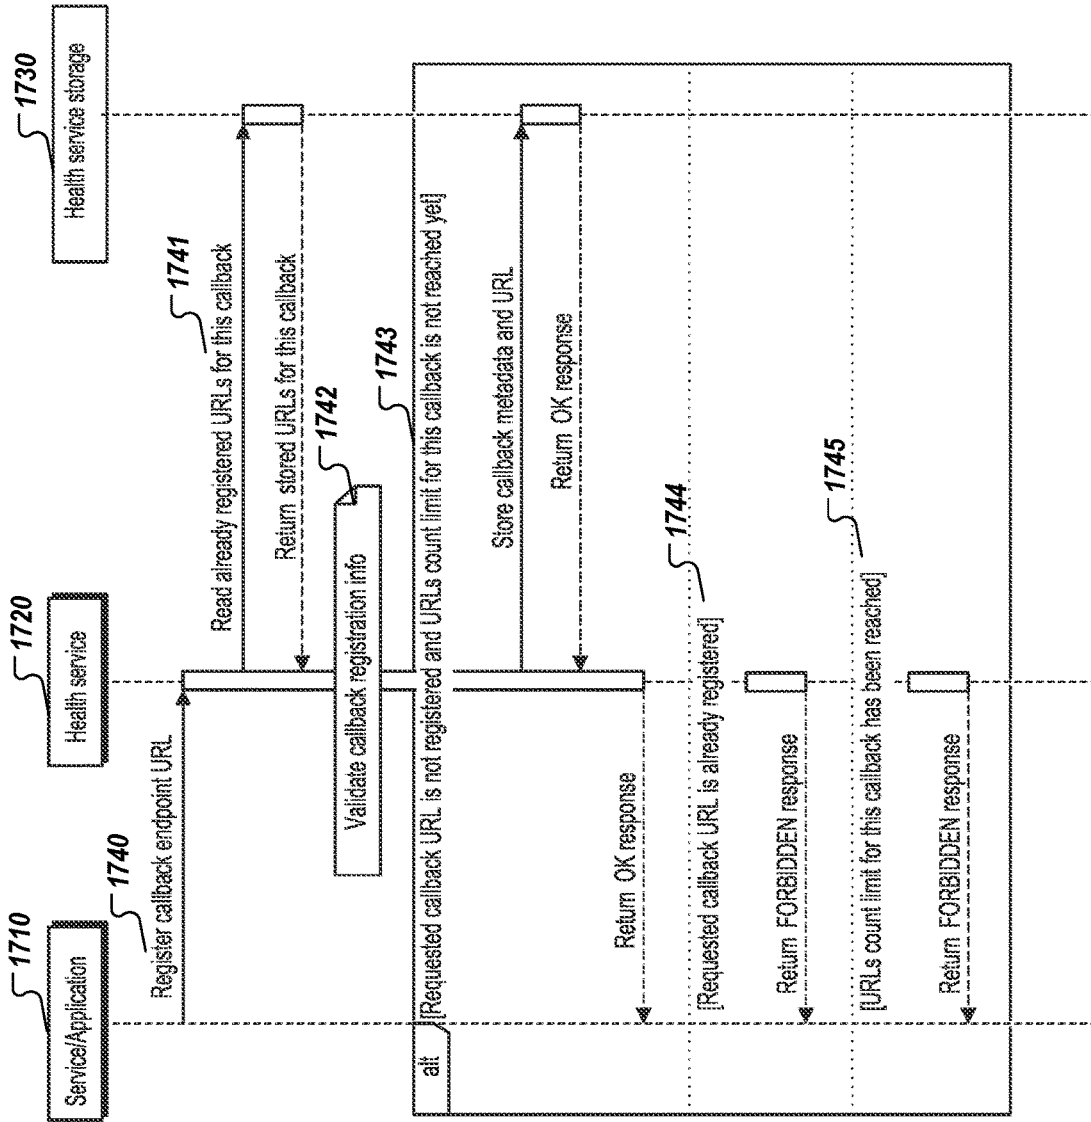 1710
Service/Application
1720
Health service
1730
Health service storage
1740
Register callback endpoint URL
1741
Read already registered URLs for this callback
Return stored URLs for this callback
1742
Validate callback registration info
1743
alt
[Requested callback URL is not registered and URLs count limit for this callback is not reached yet]
Store callback metadata and URL
Return OK response
Return OK response
1744
[Requested callback URL is already registered]
Return FORBIDDEN response
1745
[URLs count limit for this callback has been reached]
Return FORBIDDEN response